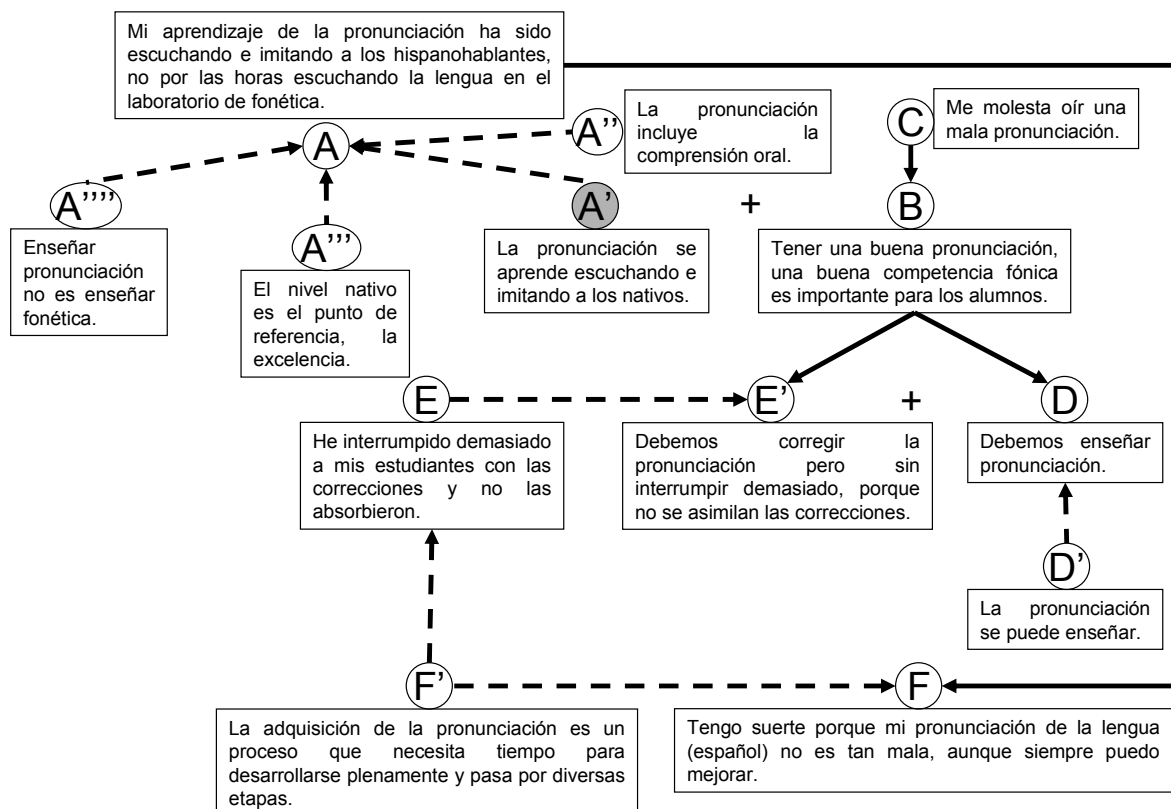 Mi aprendizaje de la pronunciación ha sido
escuchando e imitando a los hispanohablantes,
no por las horas escuchando la lengua en el
laboratorio de fonética.
A
A''
La pronunciación
incluye la
comprensión oral.
C
Me molesta oír una
mala pronunciación.
A''''
Enseñar
pronunciación
no es enseñar
fonética.
A'''
El nivel nativo
es el punto de
referencia, la
excelencia.
A'
La pronunciación se
aprende escuchando e
imitando a los nativos.
+
B
Tener una buena pronunciación,
una buena competencia fónica
es importante para los alumnos.
E
He interrumpido demasiado
a mis estudiantes con las
correcciones y no las
absorbieron.
E'
Debemos corregir la
pronunciación pero sin
interrumpir demasiado, porque
no se asimilan las correcciones.
+
D
Debemos enseñar
pronunciación.
D'
La pronunciación
se puede enseñar.
F'
La adquisición de la pronunciación es un
proceso que necesita tiempo para
desarrollarse plenamente y pasa por diversas
etapas.
F
Tengo suerte porque mi pronunciación de la lengua
(español) no es tan mala, aunque siempre puedo
mejorar.